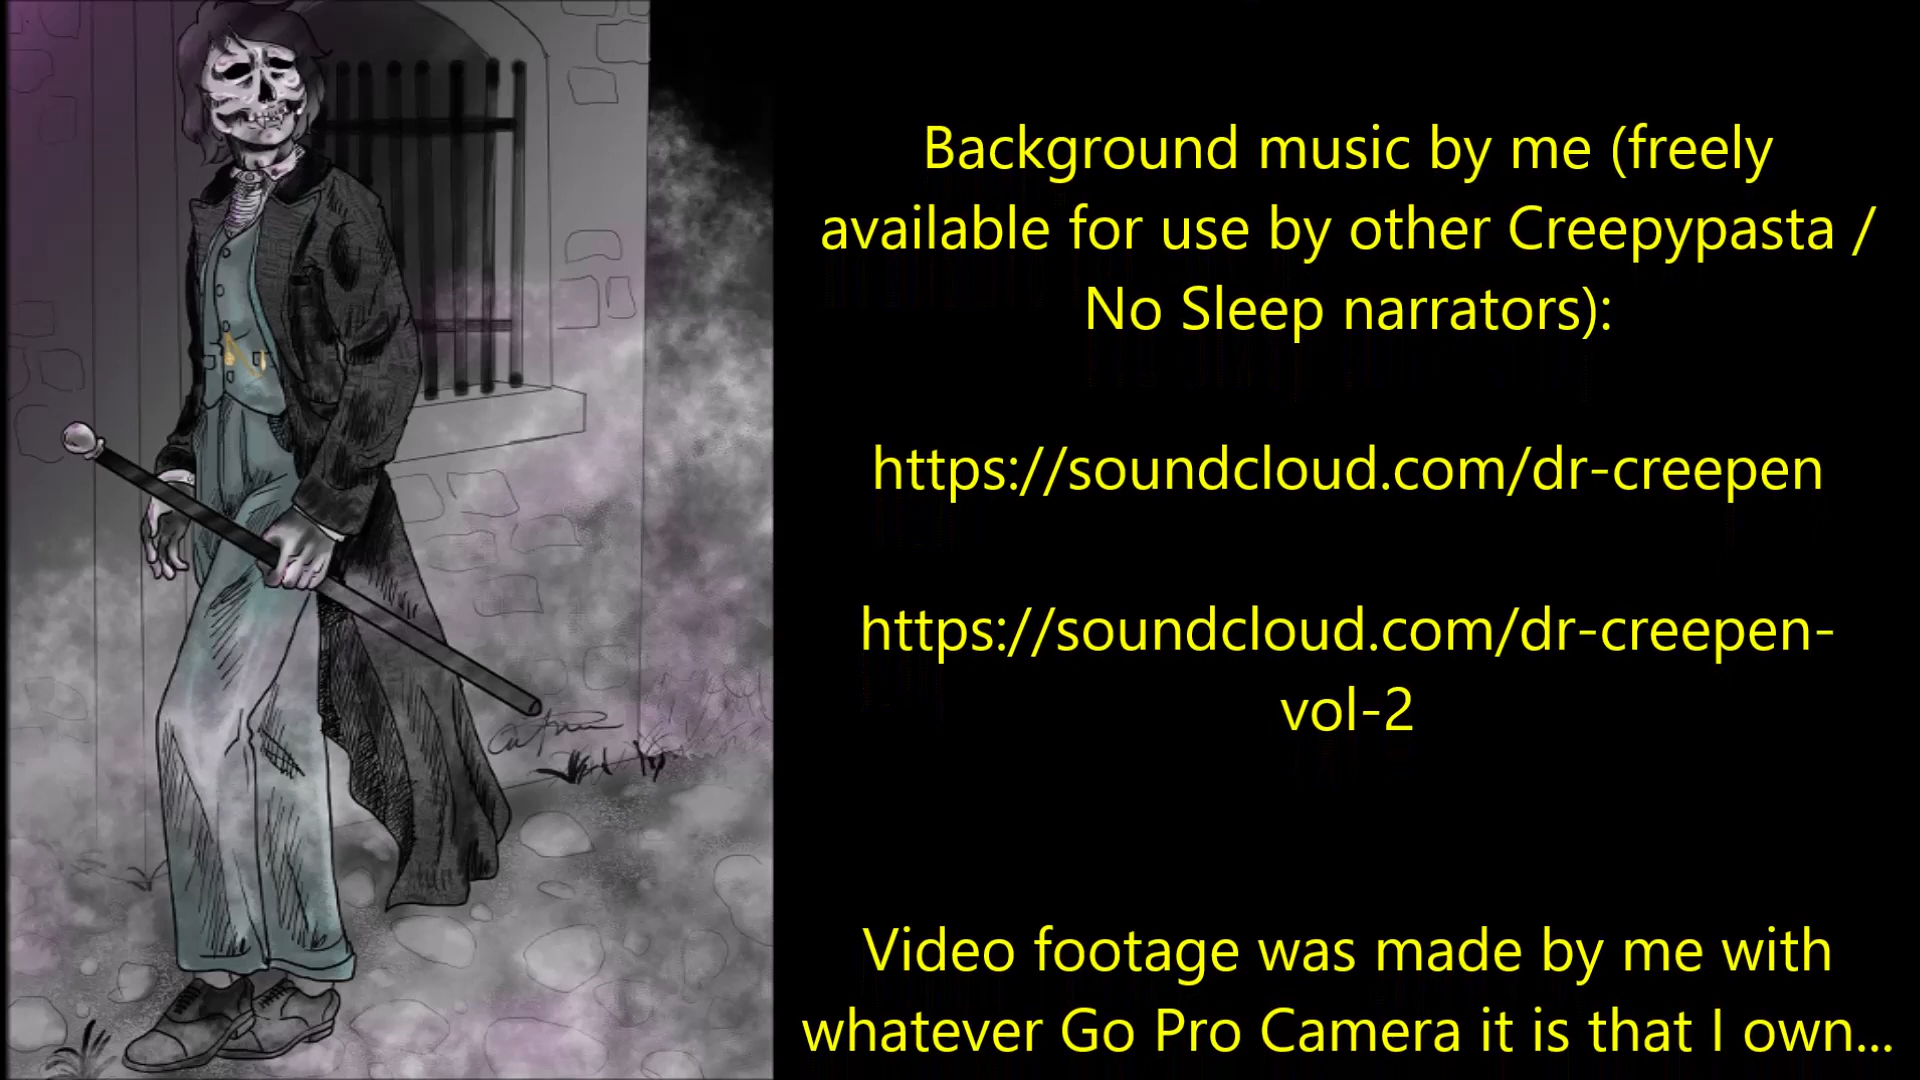 Background music by me (freely
available for use by other Creepypasta /
No Sleep narrators):
https://soundcloud.com/dr-creepen
https://soundcloud.com/dr-creepen-
vol-2
Video footage was made by me with
whatever Go Pro Camera it is that I own...